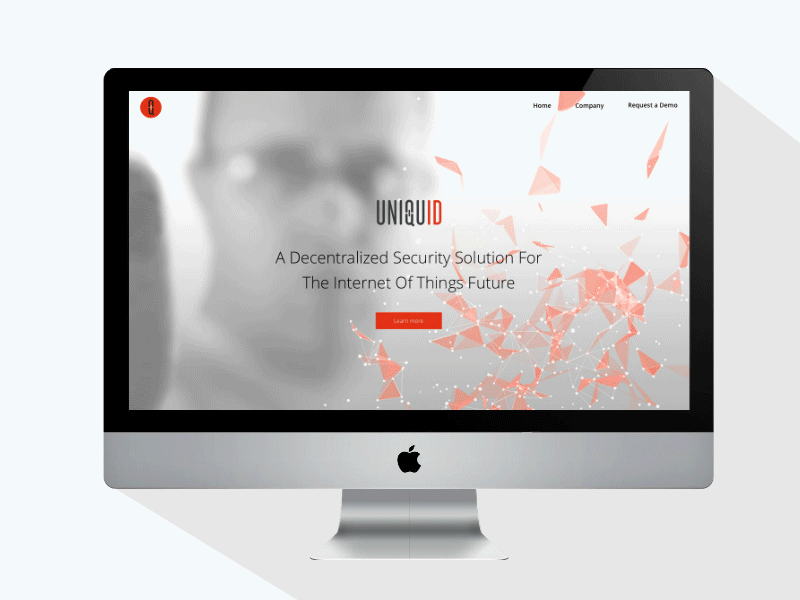 Home Company Request a Demo
UNIQUID
A Decentralized Security Solution For
The Internet Of Things Future
Learn more